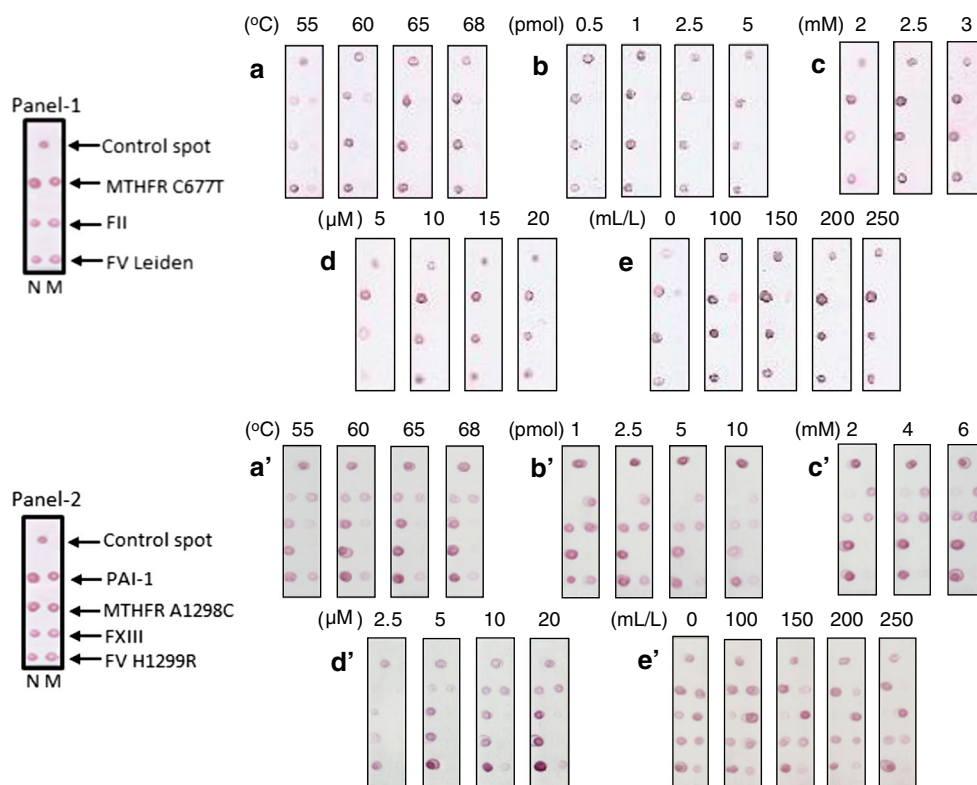 (oC) 55 60 65 68 (pmol) 0.5 1 2.5 5 (mM) 2 2.5 3
a b c
Panel-1
Control spot
MTHFR C677T
FII
FV Leiden
N M
(µM) 5 10 15 20 (mL/L) 0 100 150 200 250
d e
(oC) 55 60 65 68 (pmol) 1 2.5 5 10 (mM) 2 4 6
a' b' c'
Panel-2
Control spot
PAI-1
MTHFR A1298C
FXIII
FV H1299R
N M
(µM) 2.5 5 10 20 (mL/L) 0 100 150 200 250
d' e'